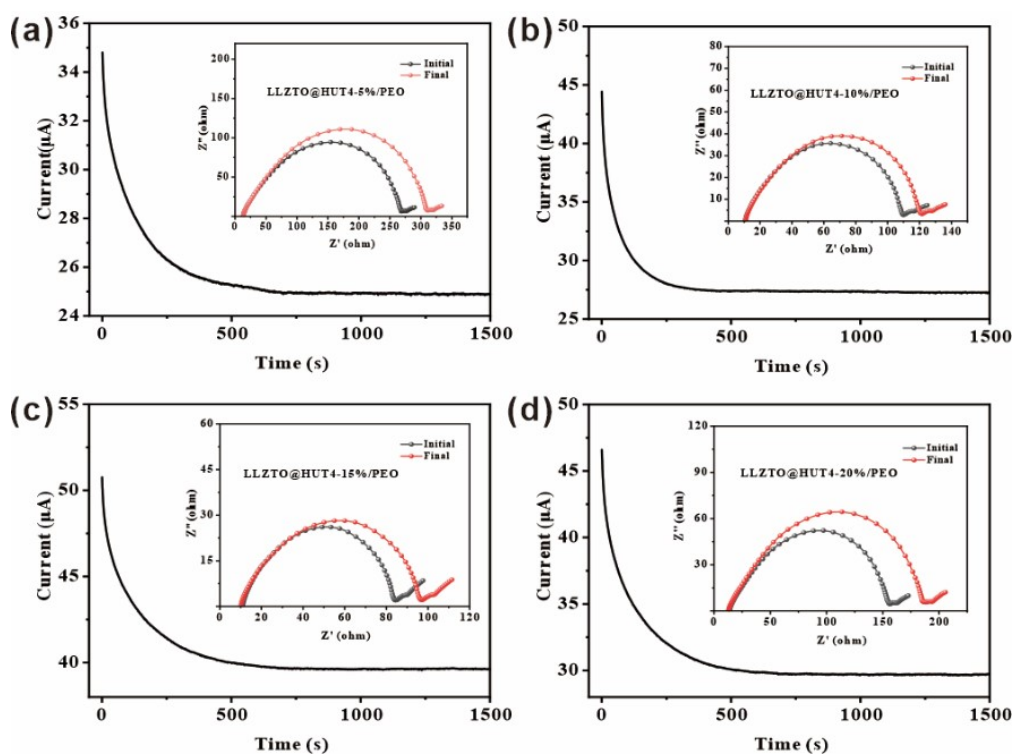 (a)
36
34
32
30
28
26
24
Current(μA)
0
500
1000
1500
Time (s)
200
150
100
50
Z'' (ohm)
0
50
100
150
200
250
300
350
Z' (ohm)
Initial
Final
LLZTO@HUT4-5%/PEO
(b)
50
45
40
35
30
25
Current (μA)
0
500
1000
1500
Time (s)
80
70
60
50
40
30
20
10
0
Z'' (ohm)
0
20
40
60
80
100
120
140
Z' (ohm)
Initial
Final
LLZTO@HUT4-10%/PEO
(c)
55
50
45
40
Current (μA)
0
500
1000
1500
Time (s)
60
45
30
15
0
Z'' (ohm)
0
20
40
60
80
100
120
Z' (ohm)
Initial
Final
LLZTO@HUT4-15%/PEO
(d)
50
45
40
35
30
Current (μA)
0
500
1000
1500
Time (s)
120
90
60
30
Z'' (ohm)
0
50
100
150
200
Z' (ohm)
Initial
Final
LLZTO@HUT4-20%/PEO